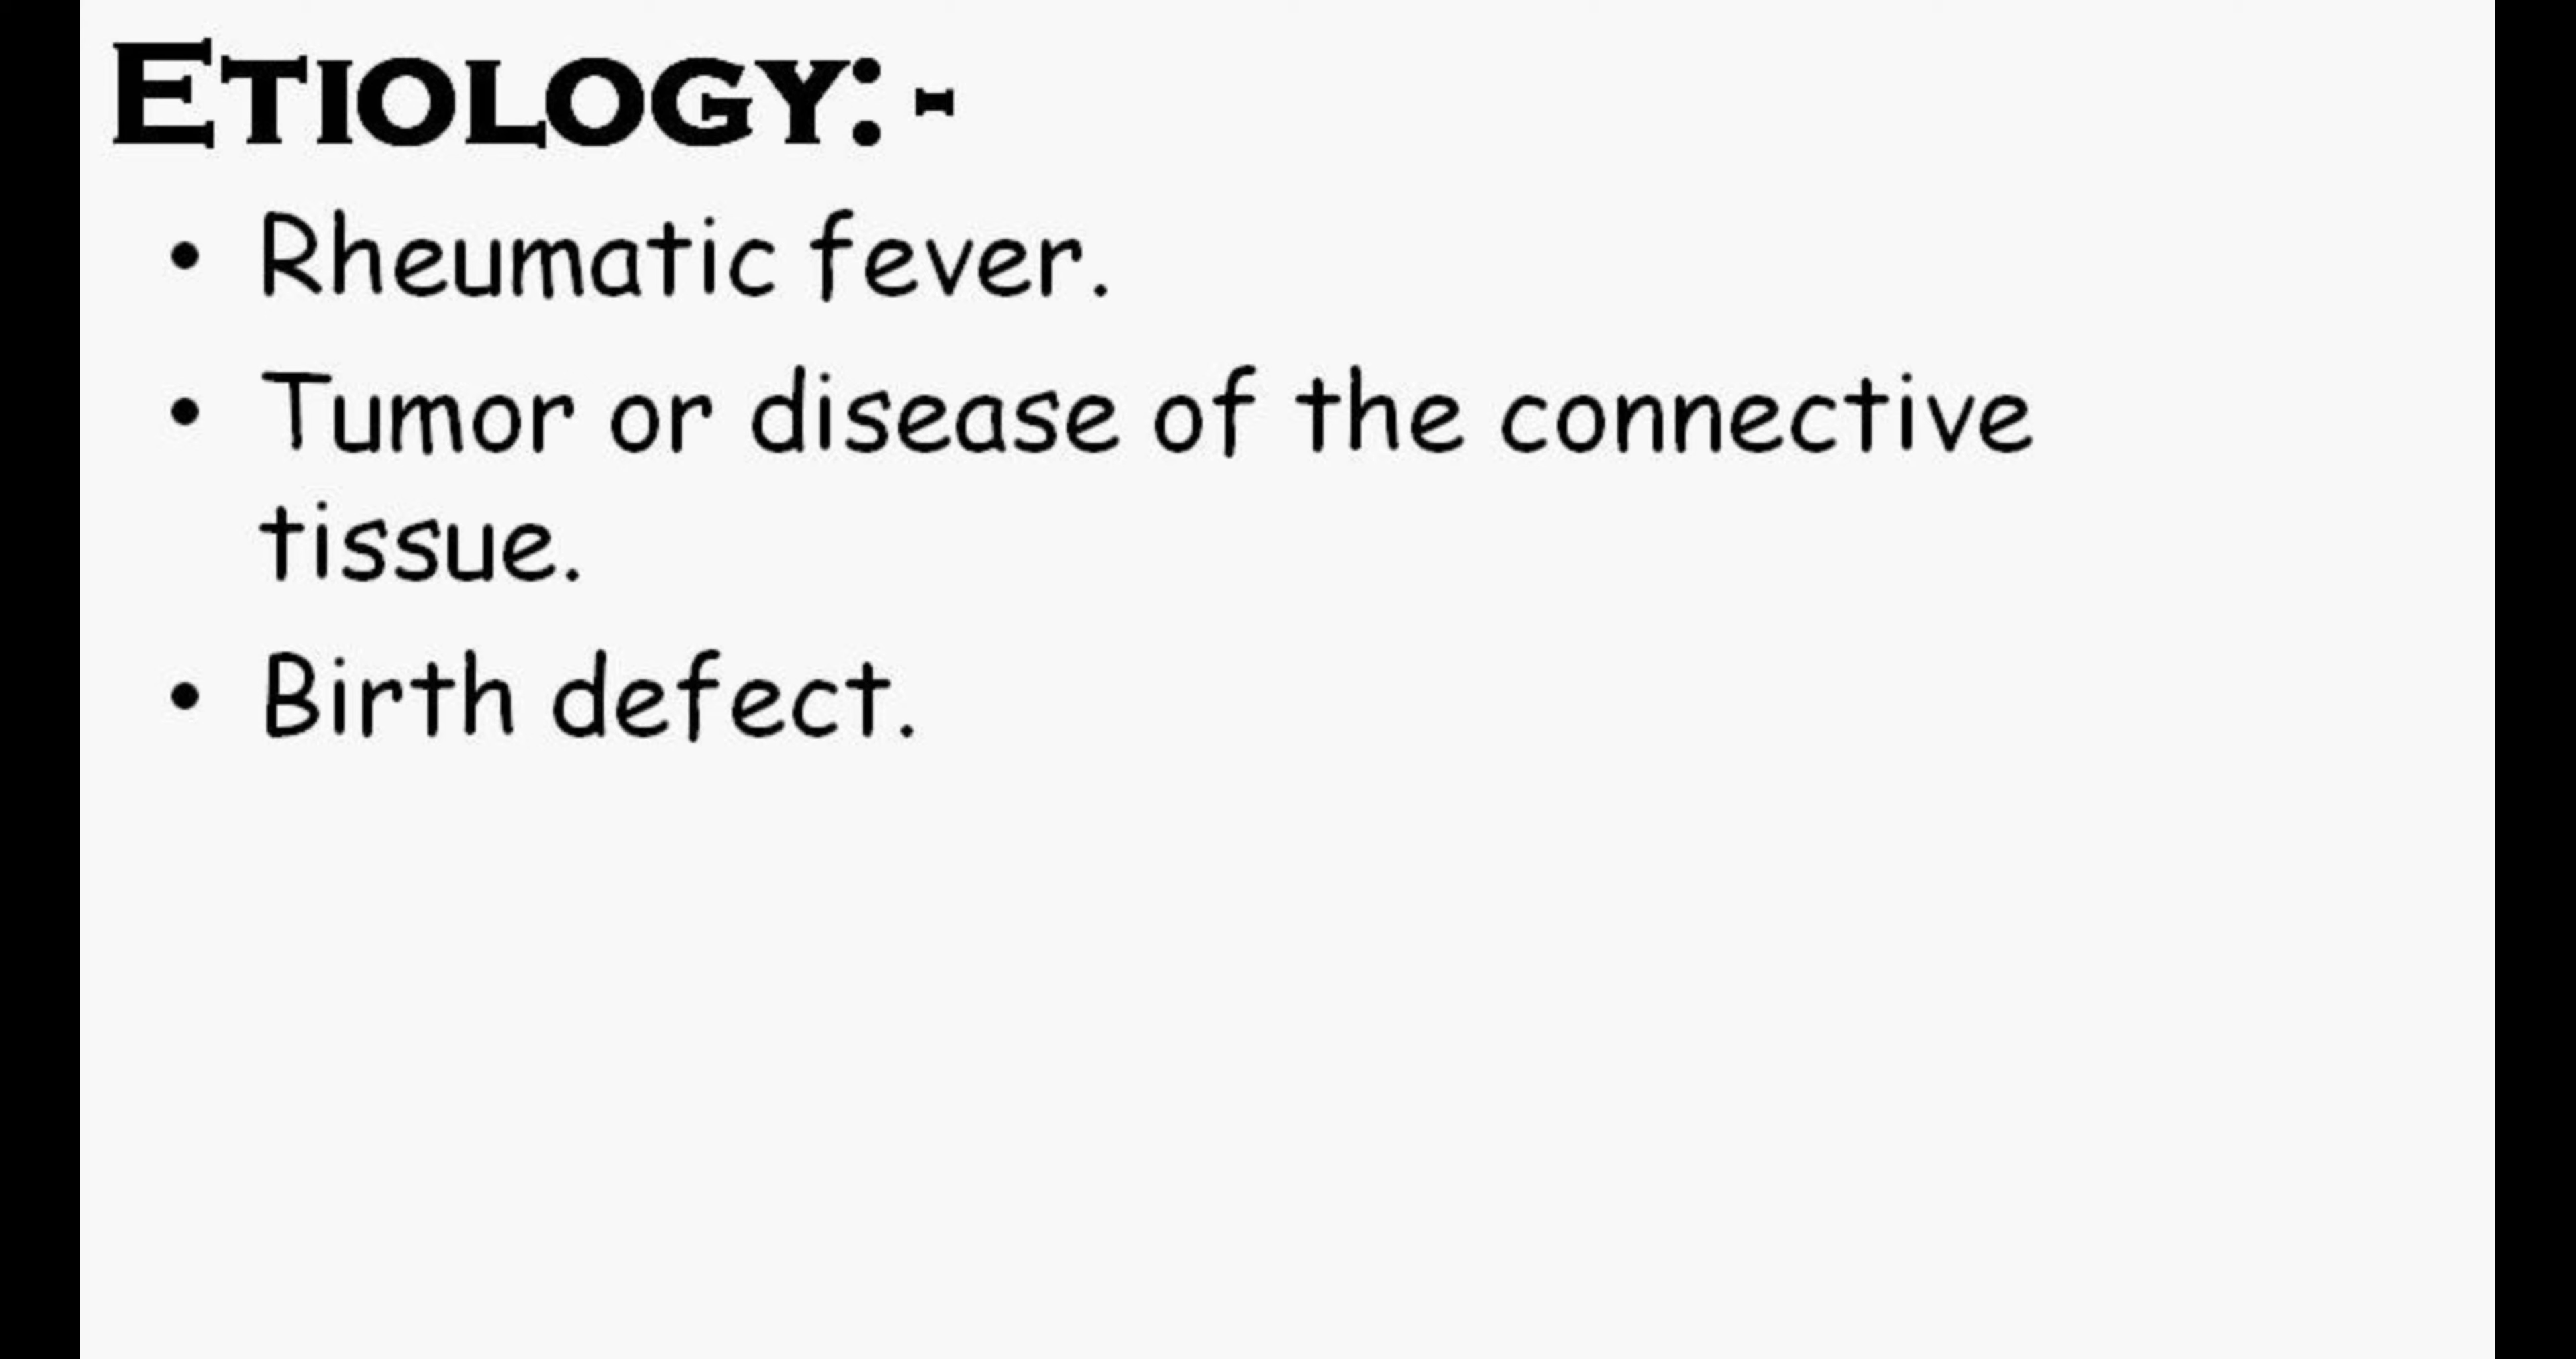 ETIOLOGY: -
• Rheumatic fever.
• Tumor or disease of the connective
tissue.
• Birth defect.